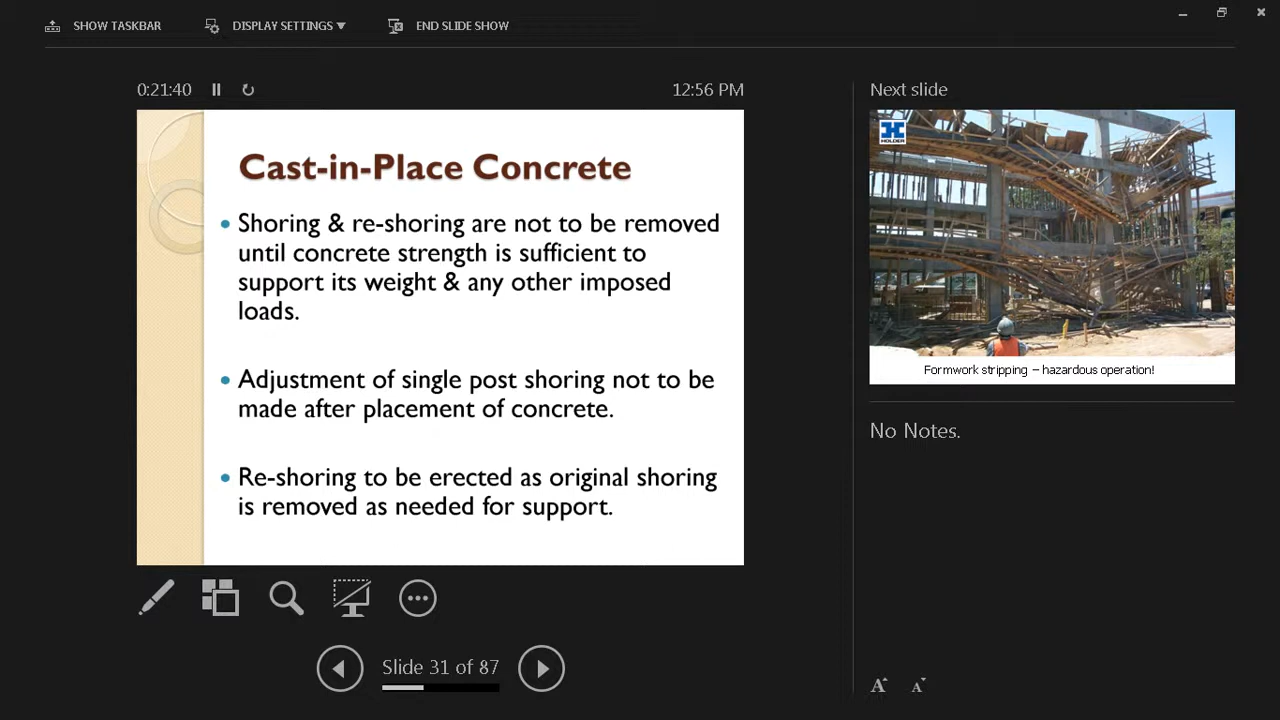 SHOW TASKBAR
DISPLAY SETTINGS
END SLIDE SHOW
0:21:40
12:56 PM
Cast-in-Place Concrete
• Shoring & re-shoring are not to be removed
until concrete strength is sufficient to
support its weight & any other imposed
loads.
• Adjustment of single post shoring not to be
made after placement of concrete.
• Re-shoring to be erected as original shoring
is removed as needed for support.
Slide 31 of 87
Next slide
HOLDER
Formwork stripping – hazardous operation!
No Notes.
A A